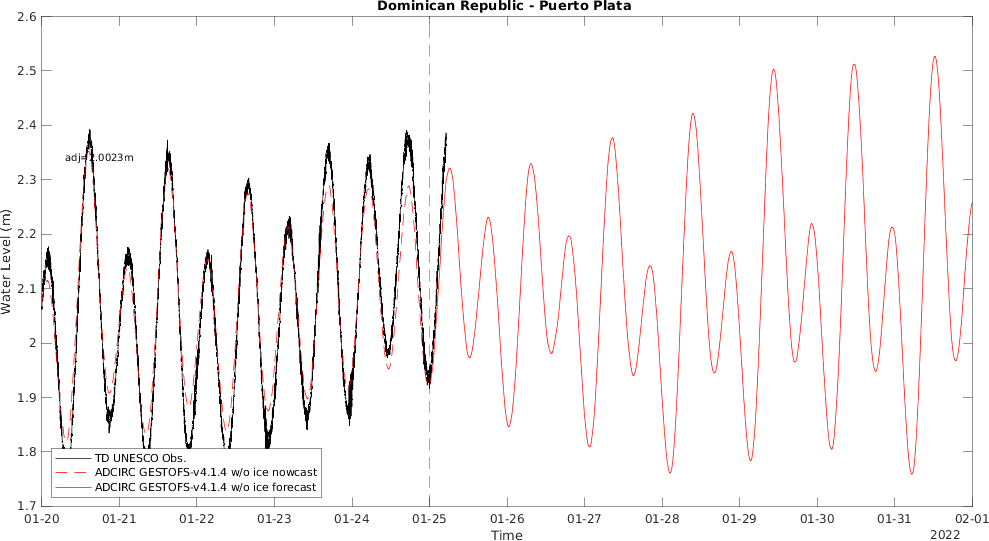 Dominican Republic - Puerto Plata
2.6
2.5
2.4
2.3
2.2
2.1
2
1.9
1.8
1.7
Water Level (m)
adj=-2.0023m
TD UNESCO Obs.
ADCIRC GESTOFS-v4.1.4 w/o ice nowcast
ADCIRC GESTOFS-v4.1.4 w/o ice forecast
01-20 01-21 01-22 01-23 01-24 01-25 01-26 01-27 01-28 01-29 01-30 01-31 02-01
Time
2022